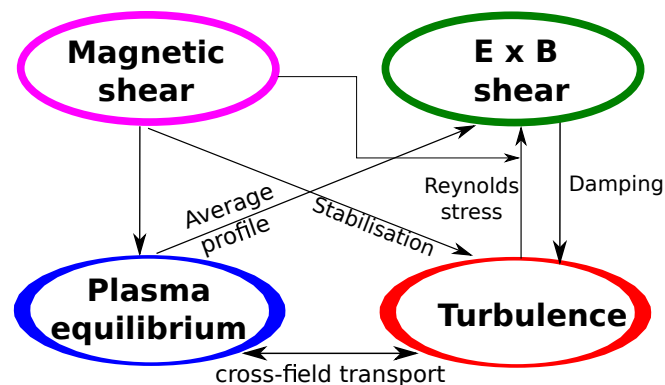 Magnetic
shear
E x B
shear
Reynolds
stress
Damping
Average
profile
Stabilisation
Plasma
equilibrium
Turbulence
cross-field transport